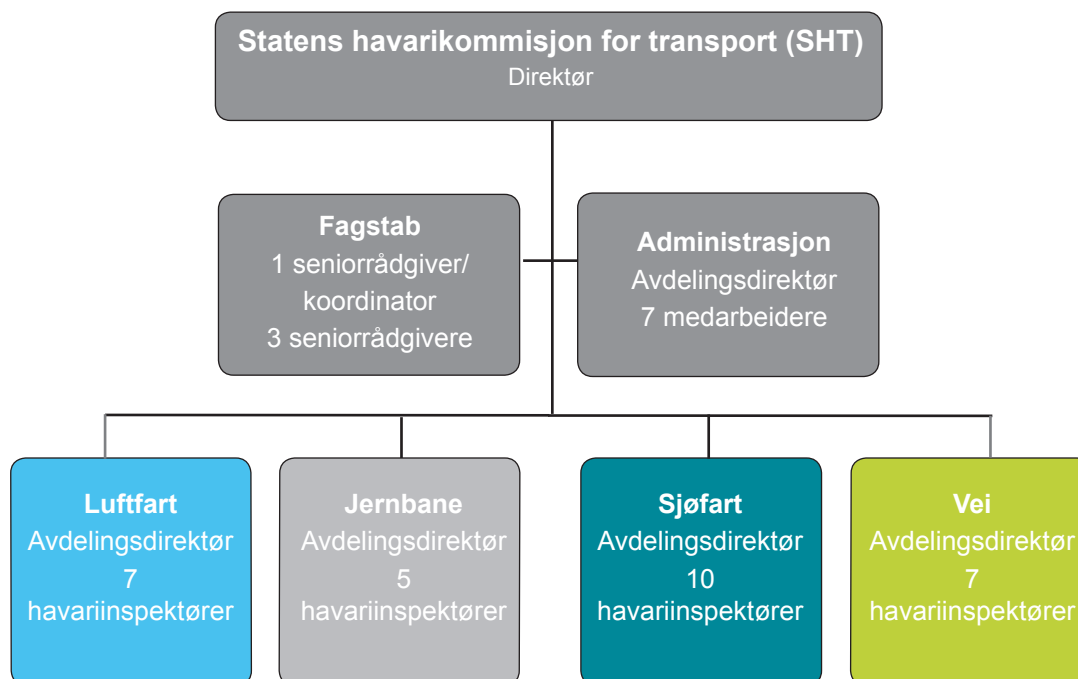 Statens havarikommisjon for transport (SHT)
Direktør
Fagstab
1 seniorrådgiver/
koordinator
3 seniorrådgivere
Administrasjon
Avdelingsdirektør
7 medarbeidere
Luftfart
Avdelingsdirektør
7
havariinspektører
Jernbane
Avdelingsdirektør
5
havariinspektører
Sjøfart
Avdelingsdirektør
10
havariinspektører
Vei
Avdelingsdirektør
7
havariinspektører